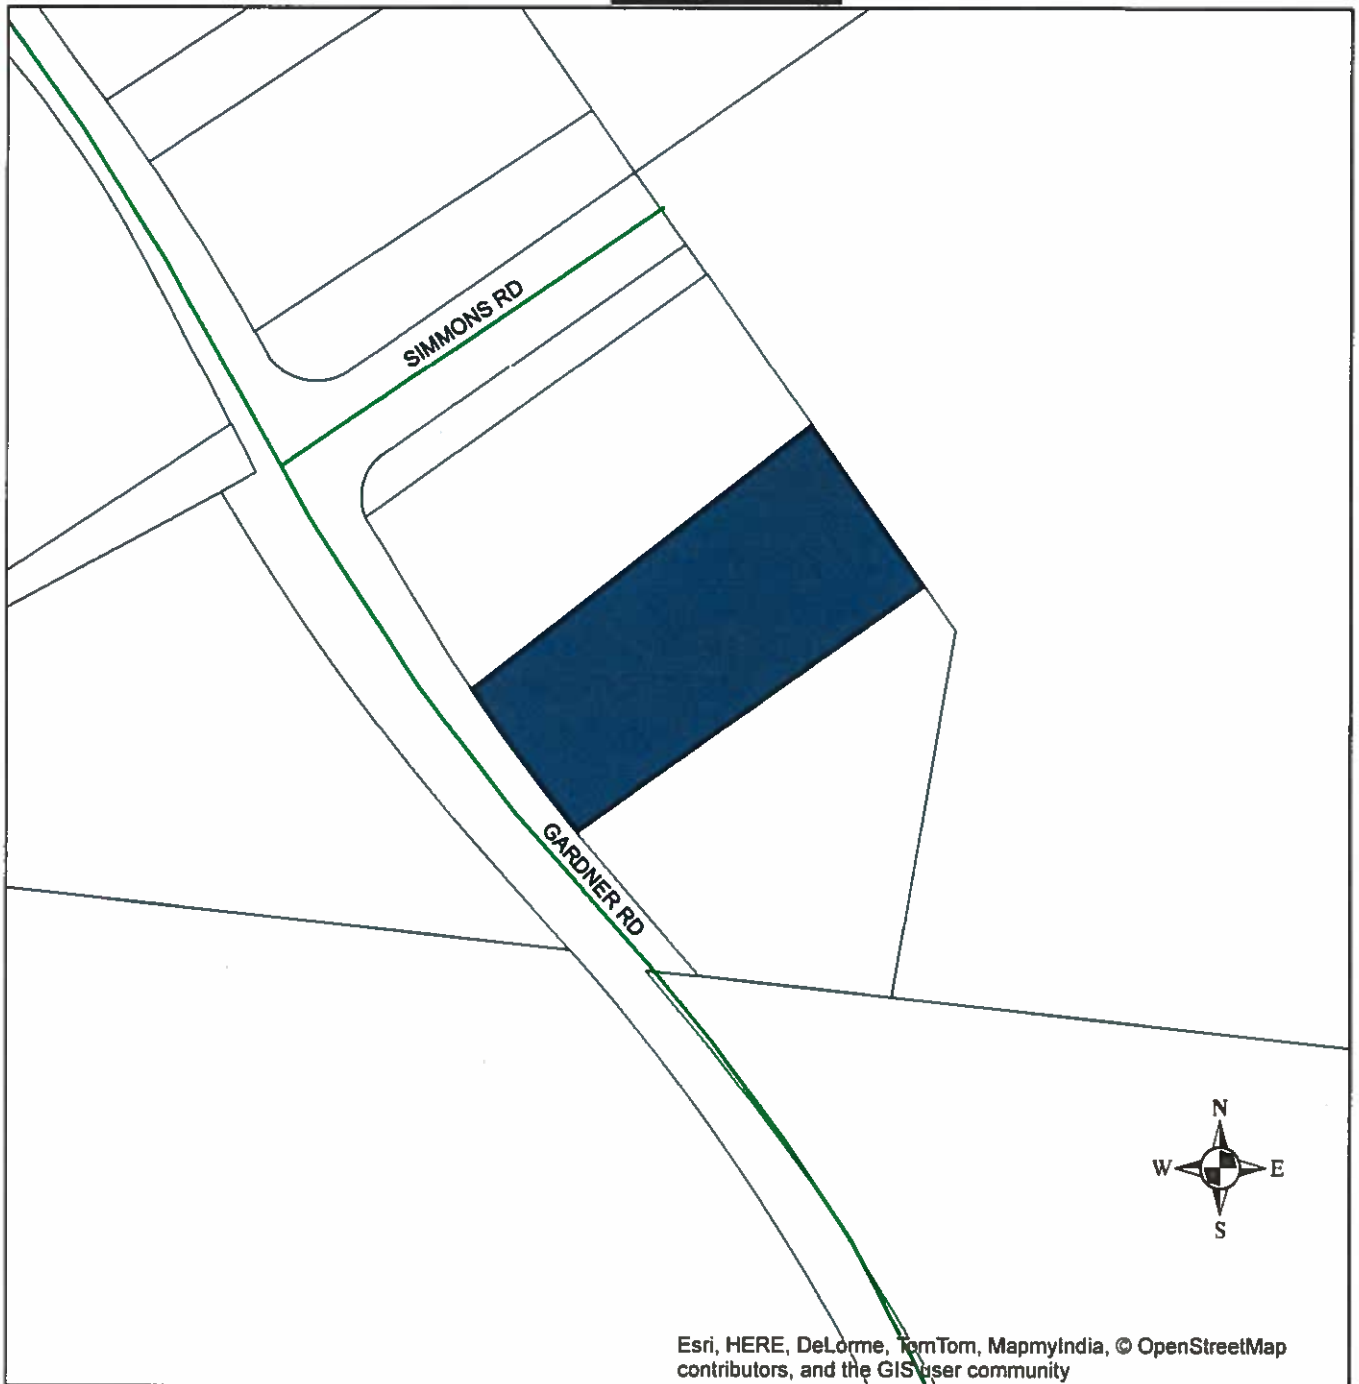 SIMMONS RD
GARDNER RD
N
W E
S
Esri, HERE, DeLorme, TomTom, MapmyIndia, © OpenStreetMap
contributors, and the GIS user community